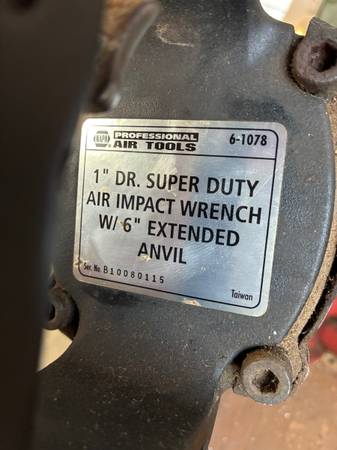 NAPA PROFESSIONAL 6-1078
AIR TOOLS
1" DR. SUPER DUTY
AIR IMPACT WRENCH
W/ 6" EXTENDED
ANVIL
Ser. No B10080115
Taiwan